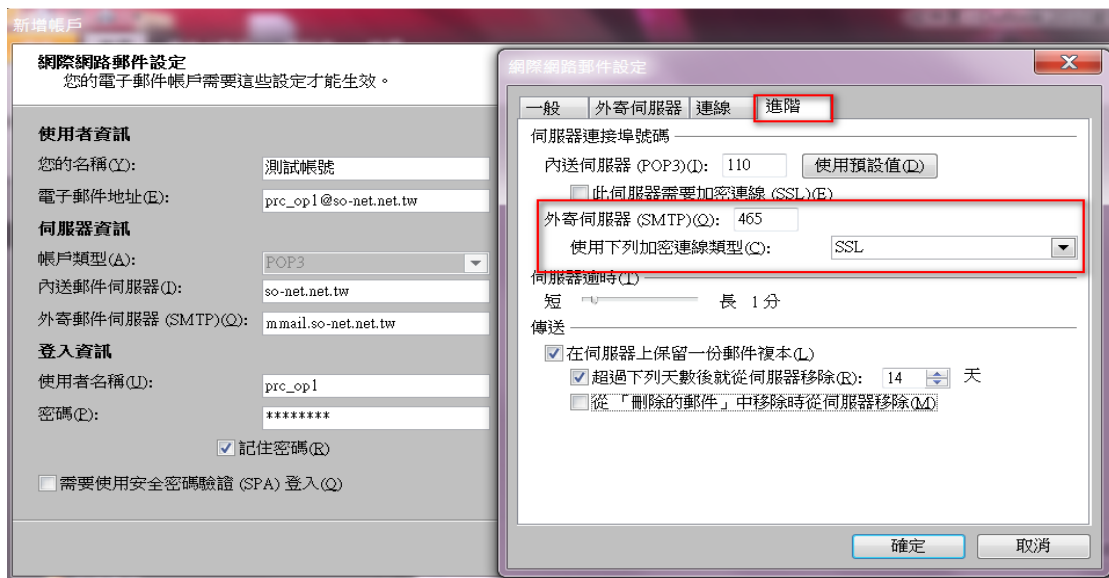 新增帳戶
網際網路郵件設定
您的電子郵件帳戶需要這些設定才能生效。
使用者資訊
您的名稱(Y): 測試帳號
電子郵件地址(E): prc_op1@so-net.net.tw
伺服器資訊
帳戶類型(A): POP3
內送郵件伺服器(I): so-net.net.tw
外寄郵件伺服器 (SMTP)(O): mmail.so-net.net.tw
登入資訊
使用者名稱(U): prc_op1
密碼(P): ********
記住密碼(R)
需要使用安全密碼驗證 (SPA) 登入(Q)
網際網路郵件設定
一般 外寄伺服器 連線 進階
伺服器連接埠號碼
內送伺服器 (POP3)(I): 110 使用預設值(D)
此伺服器需要加密連線 (SSL)(E)
外寄伺服器 (SMTP)(O): 465
使用下列加密連線類型(C): SSL
伺服器逾時(T)
短 長 1 分
傳送
在伺服器上保留一份郵件複本(L)
超過下列天數後就從伺服器移除(R): 14 天
從「刪除的郵件」中移除時從伺服器移除(M)
確定 取消